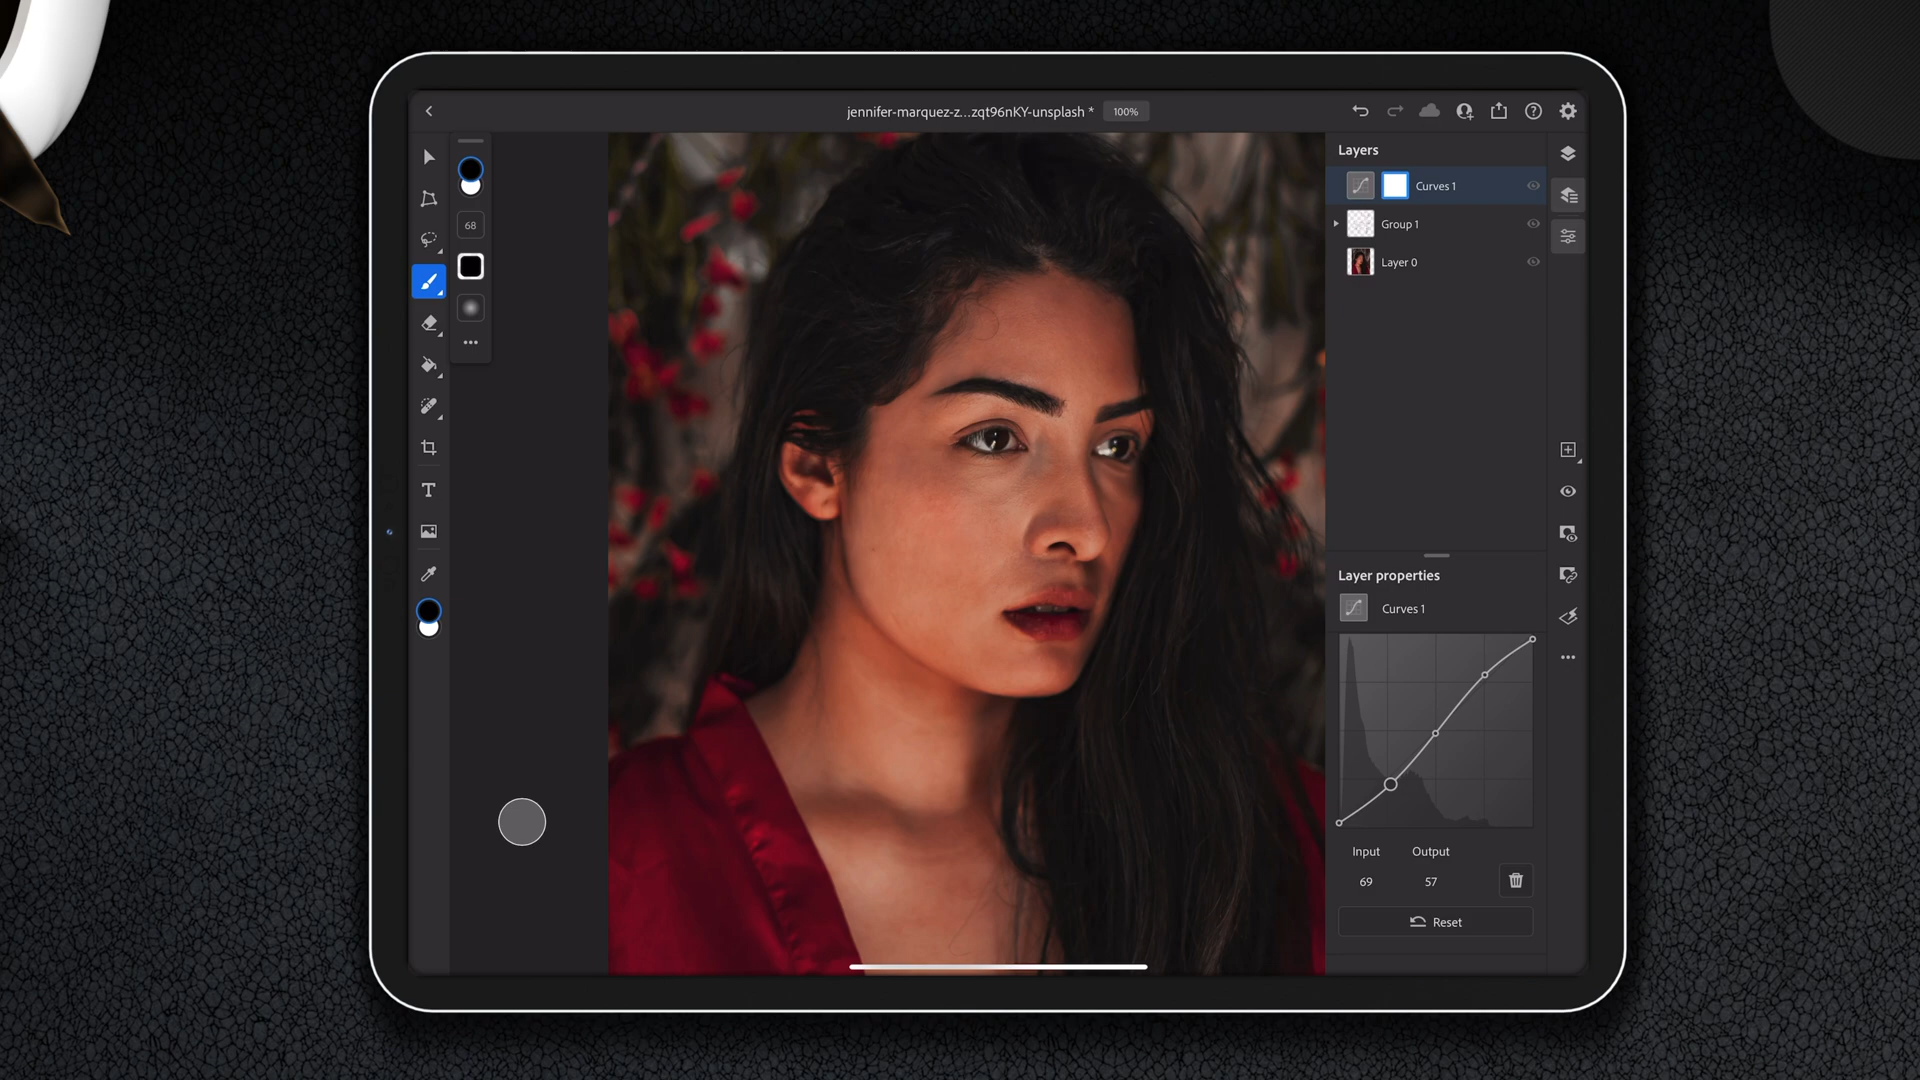 jennifer-marquez-z...zqt96nKY-unsplash *
100%
Layers
68
Curves 1
Group 1
Layer 0
T
Layer properties
Curves 1
Input
Output
69
57
Reset